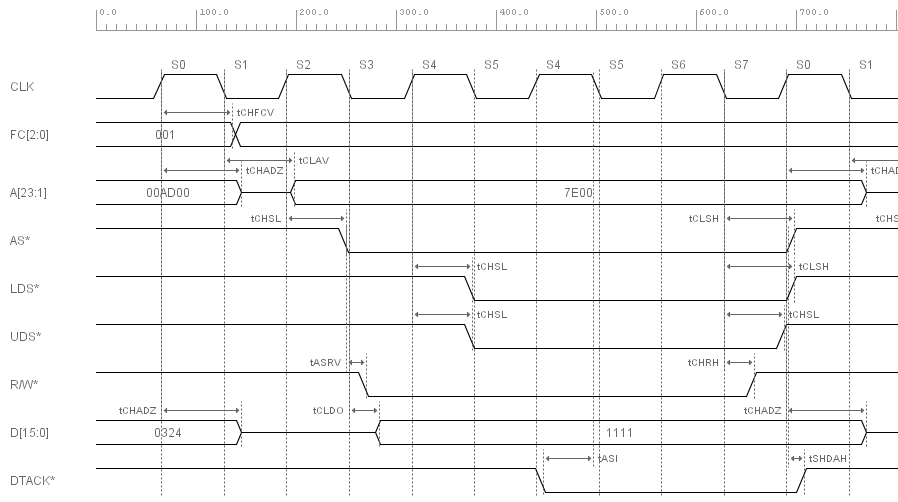 0.0 100.0 200.0 300.0 400.0 500.0 600.0 700.0
S0 S1 S2 S3 S4 S5 S4 S5 S6 S7 S0 S1
CLK
tCHFCV
FC[2:0] 001
tCLAV
tCHADZ tCHAD
A[23:1] 00AD00 7E00
tCHSL tCLSH tCHS
AS*
tCHSL tCLSH
LDS*
tCHSL tCHSL
UDS*
tASRV tCHRH
R/W*
tCHADZ tCLDO tCHADZ
D[15:0] 0324 1111
tASI tSHDAH
DTACK*